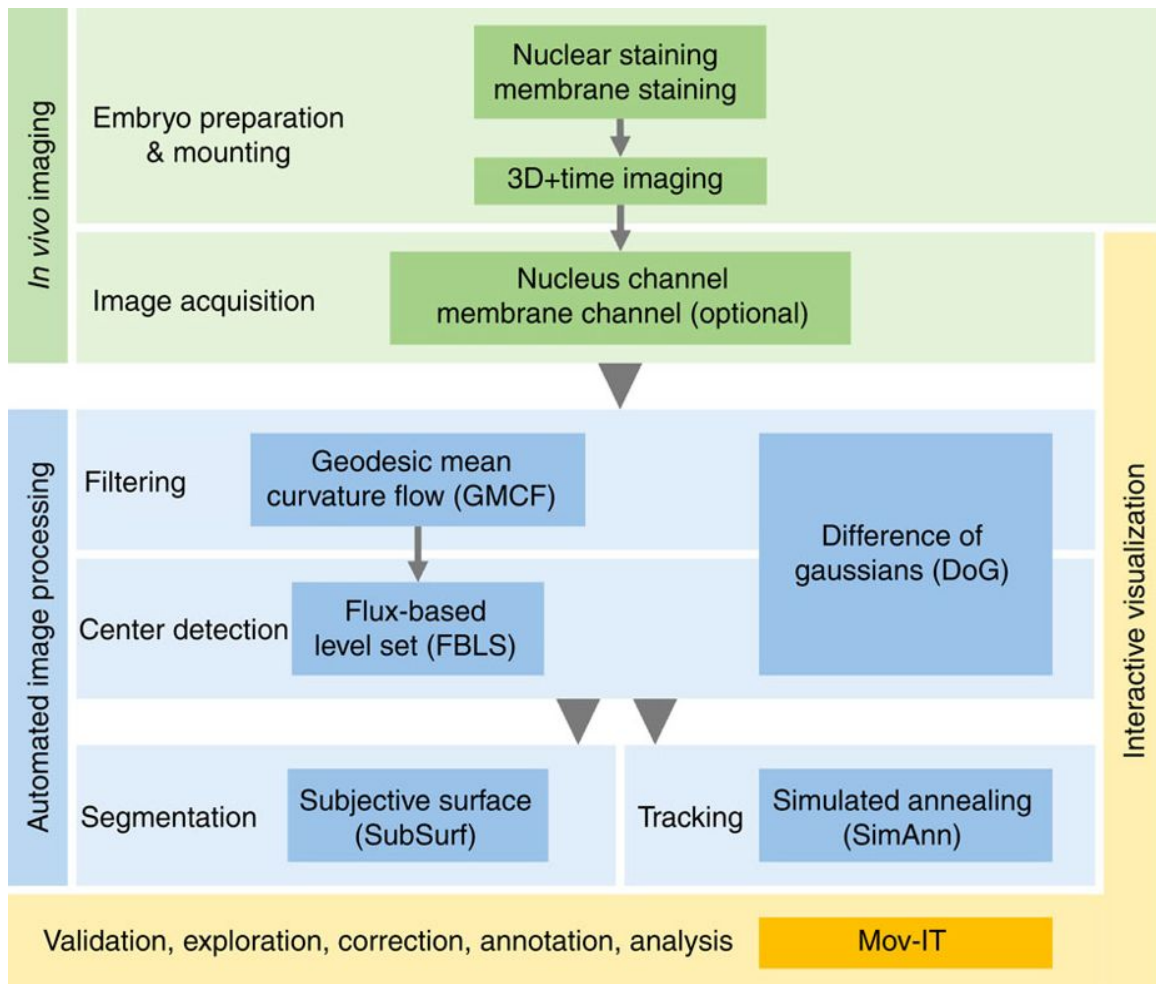 In vivo imaging
Embryo preparation
& mounting
Nuclear staining
membrane staining
3D+time imaging
Image acquisition
Nucleus channel
membrane channel (optional)
Automated image processing
Filtering
Geodesic mean
curvature flow (GMCF)
Difference of
gaussians (DoG)
Center detection
Flux-based
level set (FBLS)
Segmentation
Subjective surface
(SubSurf)
Tracking
Simulated annealing
(SimAnn)
Interactive visualization
Validation, exploration, correction, annotation, analysis
Mov-IT